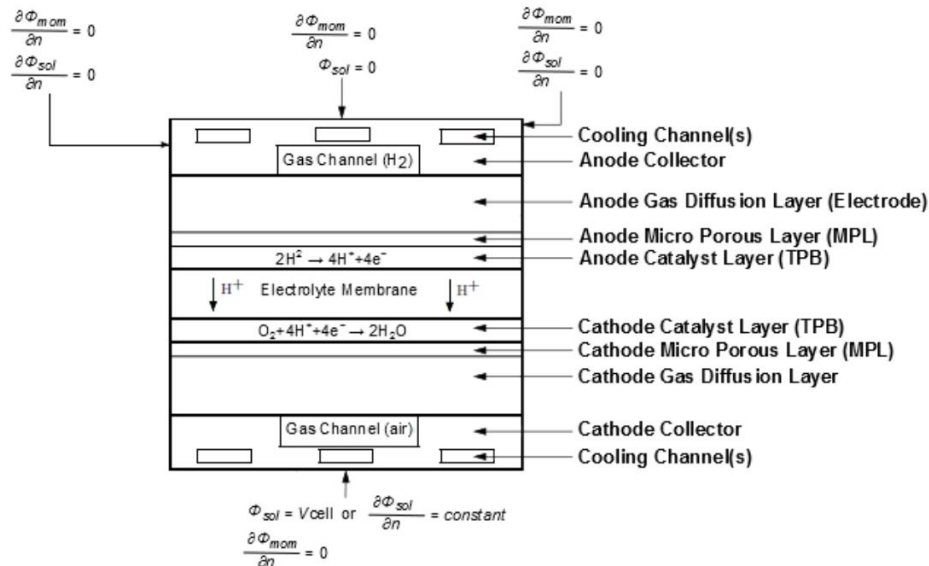 ∂Φmom/∂n = 0
∂Φsol/∂n = 0
∂Φmom/∂n = 0
Φsol = 0
∂Φmom/∂n = 0
∂Φsol/∂n = 0
Cooling Channel(s)
Gas Channel (H2)
Anode Collector
Anode Gas Diffusion Layer (Electrode)
Anode Micro Porous Layer (MPL)
2H² → 4H⁺+4e⁻
Anode Catalyst Layer (TPB)
H⁺ Electrolyte Membrane H⁺
O₂+4H⁺+4e⁻ → 2H₂O
Cathode Catalyst Layer (TPB)
Cathode Micro Porous Layer (MPL)
Cathode Gas Diffusion Layer
Gas Channel (air)
Cathode Collector
Cooling Channel(s)
Φsol = Vcell or ∂Φsol/∂n = constant
∂Φmom/∂n = 0